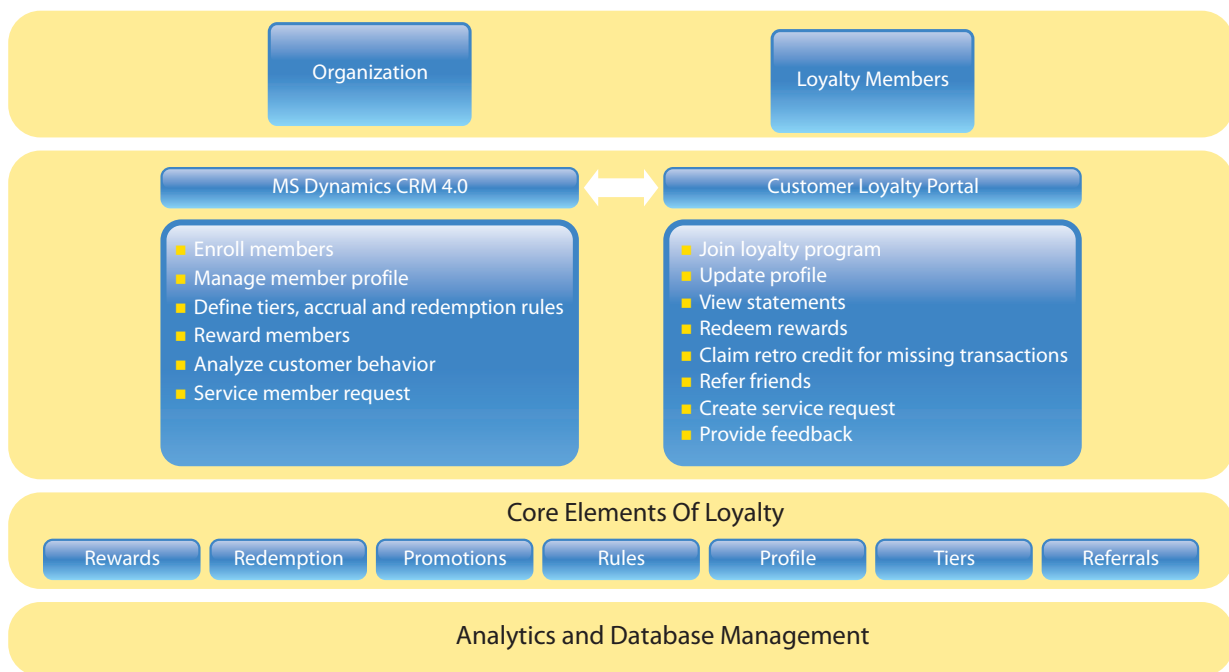 Organization
Loyalty Members
MS Dynamics CRM 4.0
Customer Loyalty Portal
Enroll members
Manage member profile
Define tiers, accrual and redemption rules
Reward members
Analyze customer behavior
Service member request
Join loyalty program
Update profile
View statements
Redeem rewards
Claim retro credit for missing transactions
Refer friends
Create service request
Provide feedback
Core Elements Of Loyalty
Rewards
Redemption
Promotions
Rules
Profile
Tiers
Referrals
Analytics and Database Management